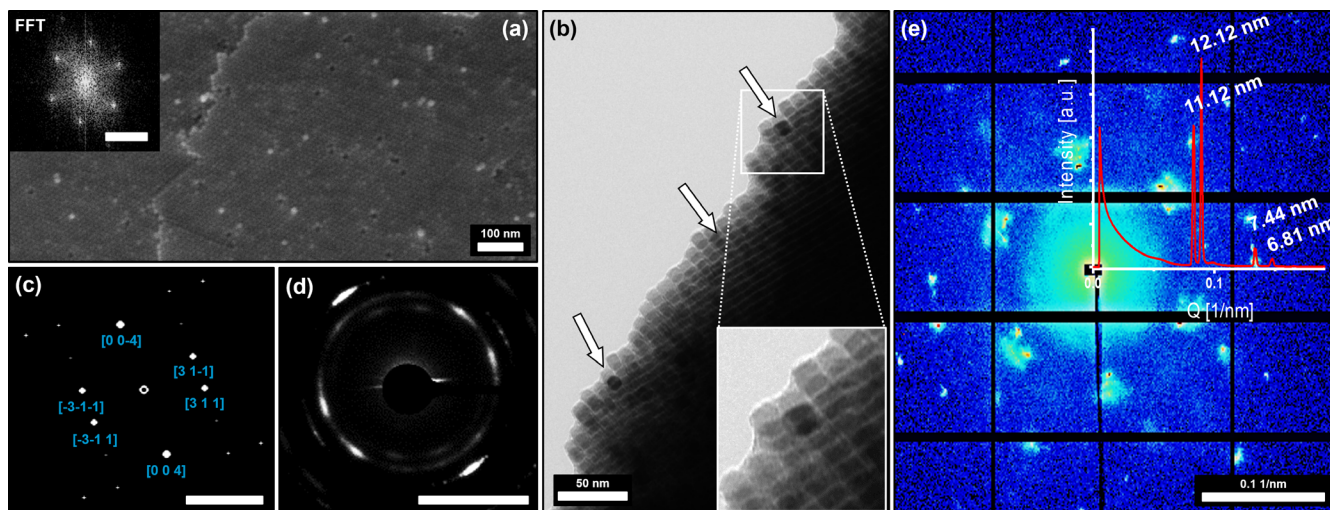 FFT
(a)
100 nm
(b)
50 nm
(c)
[0 0-4]
[3 1-1]
[-3-1-1]
[3 1 1]
[-3-1 1]
[0 0 4]
(d)
(e)
12.12 nm
11.12 nm
Intensity [a.u.]
7.44 nm
6.81 nm
0.0
0.1
Q [1/nm]
0.1 1/nm